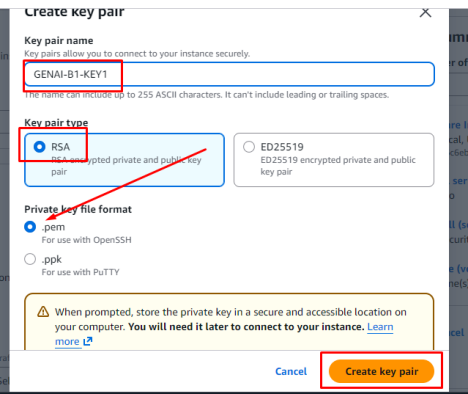 Create key pair
Key pair name
Key pairs allow you to connect to your instance securely.
GENAI-B1-KEY1
The name can include up to 255 ASCII characters. It can't include leading or trailing spaces.
Key pair type
RSA
RSA encrypted private and public key
pair
ED25519
ED25519 encrypted private and public
key pair
Private key file format
.pem
For use with OpenSSH
.ppk
For use with PuTTY
When prompted, store the private key in a secure and accessible location on
your computer. You will need it later to connect to your instance. Learn
more
Cancel
Create key pair